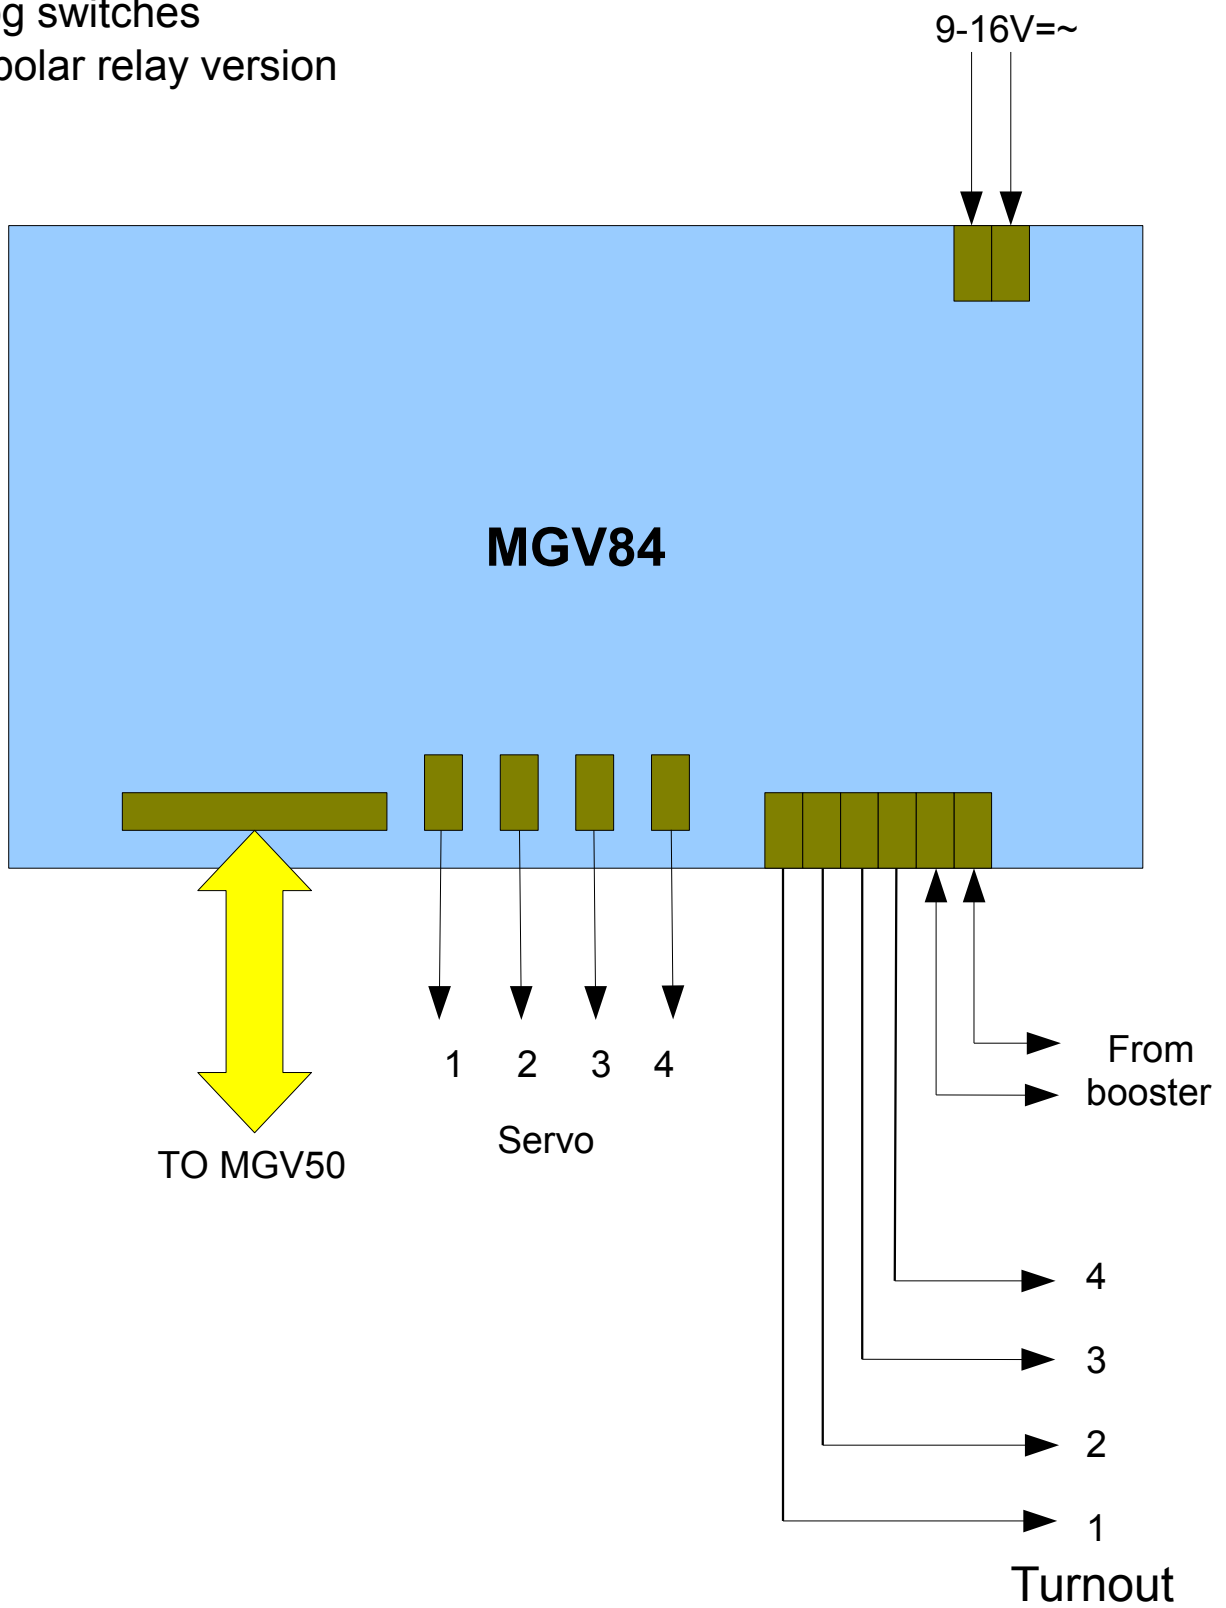 switches
relay version
9-16V=~
MGV84
1 2 3 4
Servo
TO MGV50
From
booster
4
3
2
1
Turnout